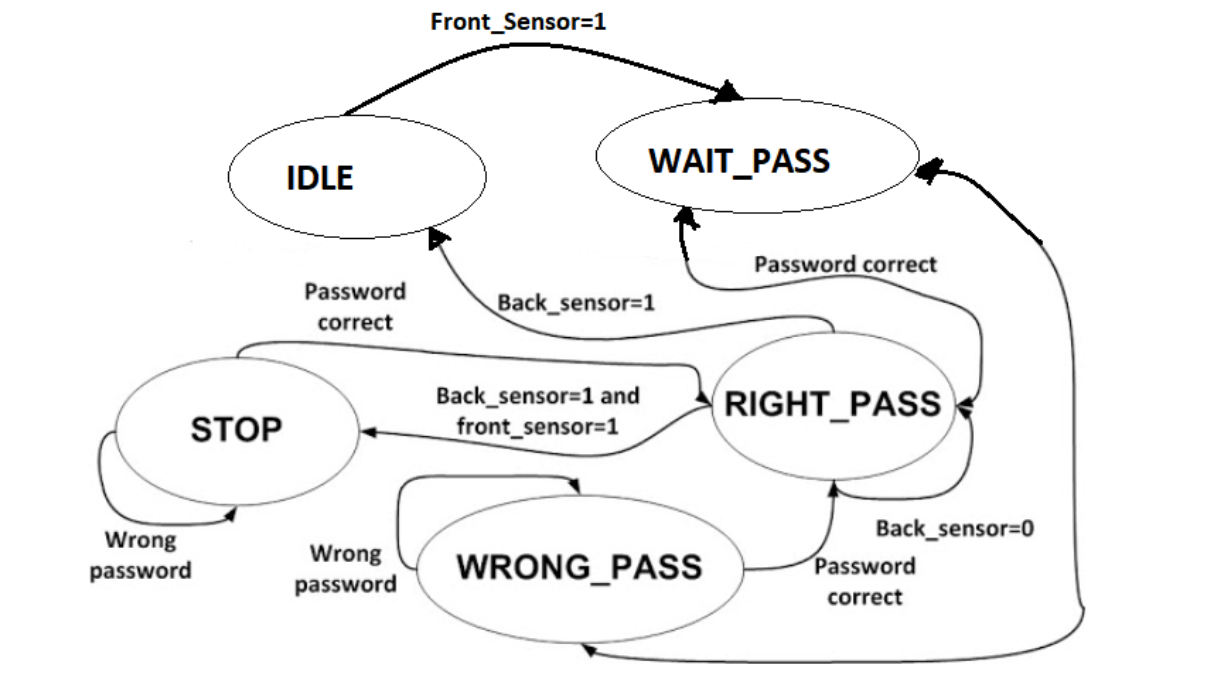 Front_Sensor=1
IDLE
WAIT_PASS
Password correct
Password
correct
Back_sensor=1
RIGHT_PASS
Back_sensor=1 and
front_sensor=1
STOP
Back_sensor=0
Wrong
password
Wrong
password
WRONG_PASS
Password
correct